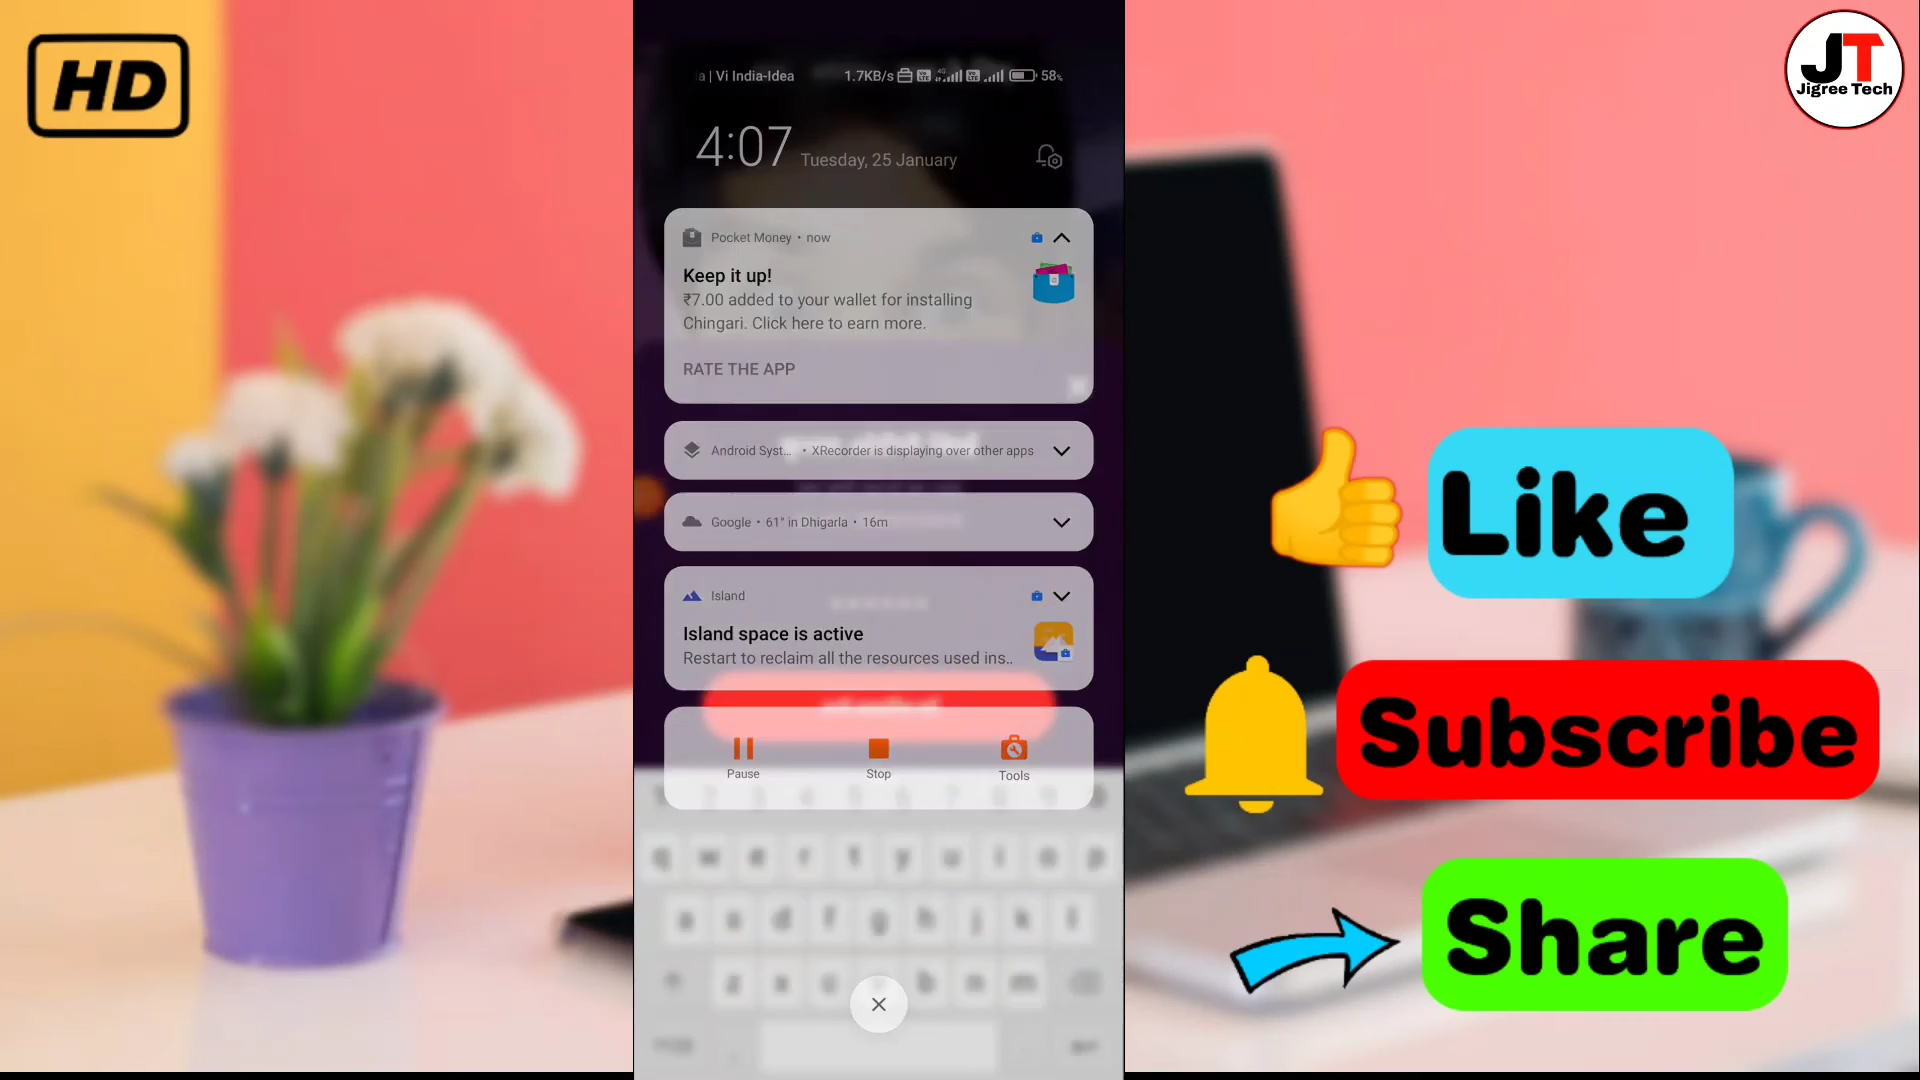 HD
JT
Jigree Tech
a | Vi India-Idea 1.7KB/s 4G 58%
4:07 Tuesday, 25 January
Pocket Money • now
Keep it up!
₹7.00 added to your wallet for installing
Chingari. Click here to earn more.
RATE THE APP
Android Syst... • XRecorder is displaying over other apps
Google • 61° in Dhigarla • 16m
Island
Island space is active
Restart to reclaim all the resources used ins..
Pause Stop Tools
q w e r t y u i o p
a s d f g h j k l
z x c b n m
Like
Subscribe
Share